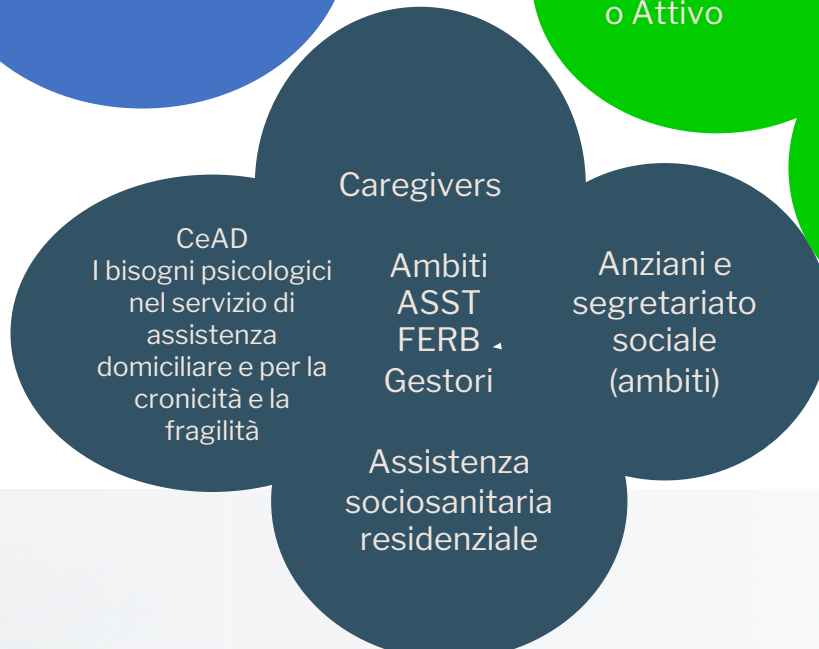 o Attivo
Caregivers
CeAD
I bisogni psicologici
nel servizio di
assistenza
domiciliare e per la
cronicità e la
fragilità
Ambiti
ASST
FERB
Gestori
Anziani e
segretariato
sociale
(ambiti)
Assistenza
sociosanitaria
residenziale